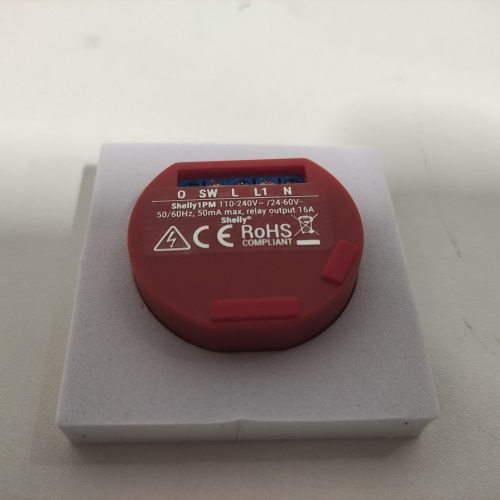 O SW L L1 N
Shelly1PM 110-240V~ /24-60V⎓
50/60Hz, 50mA max, relay output 16A
Shelly®
CE RoHS
COMPLIANT